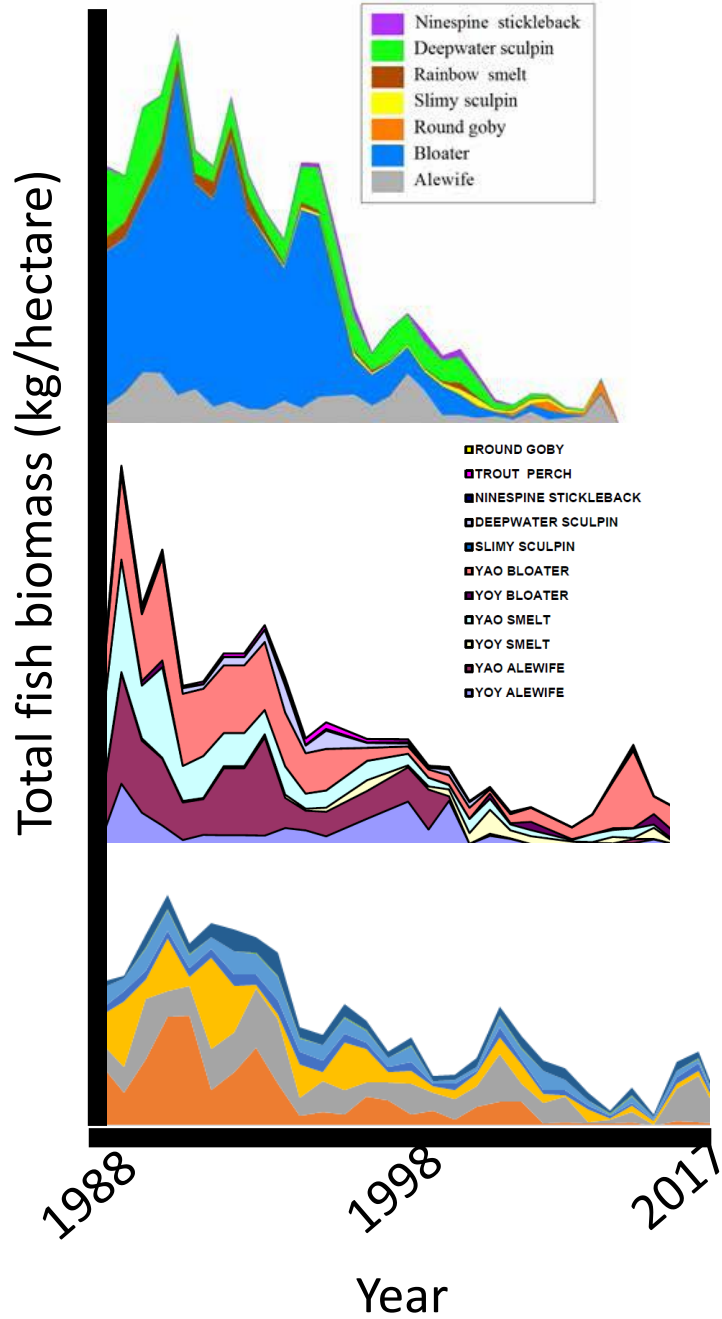 Total fish biomass (kg/hectare)
Ninespine stickleback
Deepwater sculpin
Rainbow smelt
Slimy sculpin
Round goby
Bloater
Alewife
ROUND GOBY
TROUT PERCH
NINESPINE STICKLEBACK
DEEPWATER SCULPIN
SLIMY SCULPIN
YAO BLOATER
YOY BLOATER
YAO SMELT
YOY SMELT
YAO ALEWIFE
YOY ALEWIFE
1988
1998
2017
Year